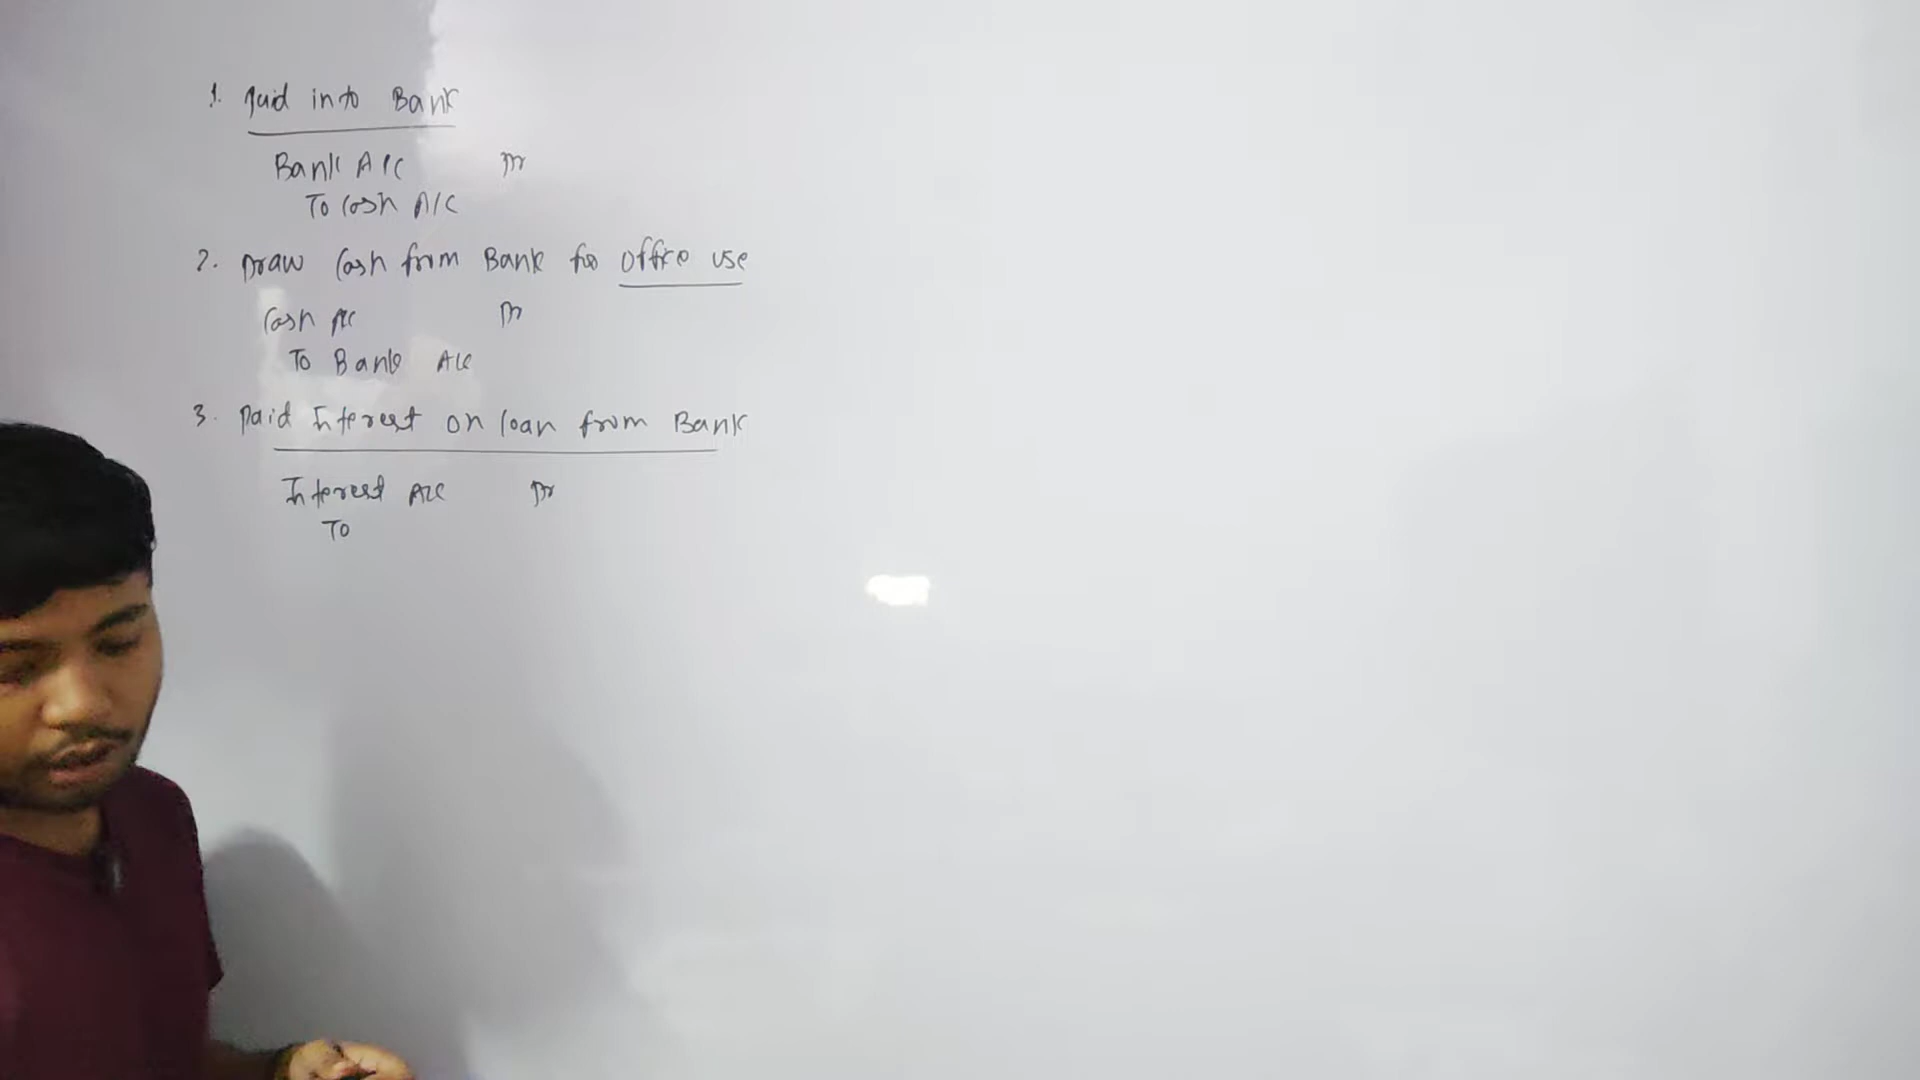 1. Paid into Bank
Bank A/C Dr
To Cash A/C
2. Draw Cash from Bank for office use
Cash A/C Dr
To Bank A/C
3. Paid Interest on loan from Bank
Interest A/C Dr
To